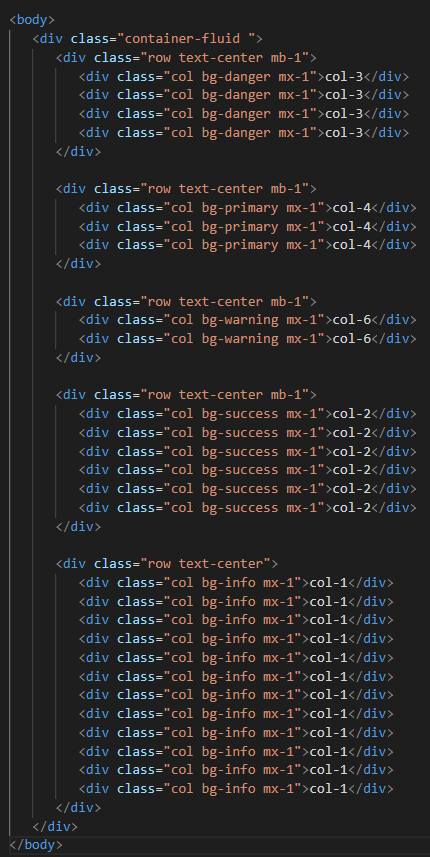 <body>
<div class="container-fluid ">
<div class="row text-center mb-1">
<div class="col bg-danger mx-1">col-3</div>
<div class="col bg-danger mx-1">col-3</div>
<div class="col bg-danger mx-1">col-3</div>
<div class="col bg-danger mx-1">col-3</div>
</div>
<div class="row text-center mb-1">
<div class="col bg-primary mx-1">col-4</div>
<div class="col bg-primary mx-1">col-4</div>
<div class="col bg-primary mx-1">col-4</div>
</div>
<div class="row text-center mb-1">
<div class="col bg-warning mx-1">col-6</div>
<div class="col bg-warning mx-1">col-6</div>
</div>
<div class="row text-center mb-1">
<div class="col bg-success mx-1">col-2</div>
<div class="col bg-success mx-1">col-2</div>
<div class="col bg-success mx-1">col-2</div>
<div class="col bg-success mx-1">col-2</div>
<div class="col bg-success mx-1">col-2</div>
<div class="col bg-success mx-1">col-2</div>
</div>
<div class="row text-center">
<div class="col bg-info mx-1">col-1</div>
<div class="col bg-info mx-1">col-1</div>
<div class="col bg-info mx-1">col-1</div>
<div class="col bg-info mx-1">col-1</div>
<div class="col bg-info mx-1">col-1</div>
<div class="col bg-info mx-1">col-1</div>
<div class="col bg-info mx-1">col-1</div>
<div class="col bg-info mx-1">col-1</div>
<div class="col bg-info mx-1">col-1</div>
<div class="col bg-info mx-1">col-1</div>
<div class="col bg-info mx-1">col-1</div>
<div class="col bg-info mx-1">col-1</div>
</div>
</div>
</body>